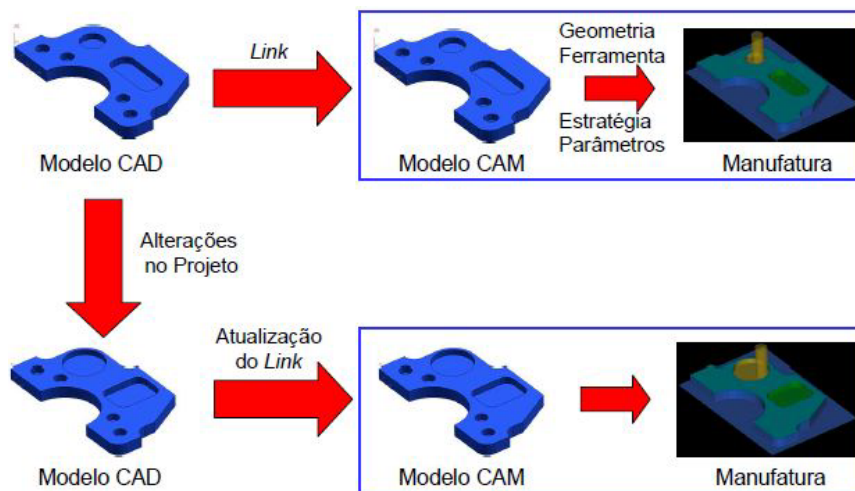 Link
Geometria
Ferramenta
Estratégia
Parâmetros
Modelo CAD
Modelo CAM
Manufatura
Alterações
no Projeto
Atualização
do Link
Modelo CAD
Modelo CAM
Manufatura